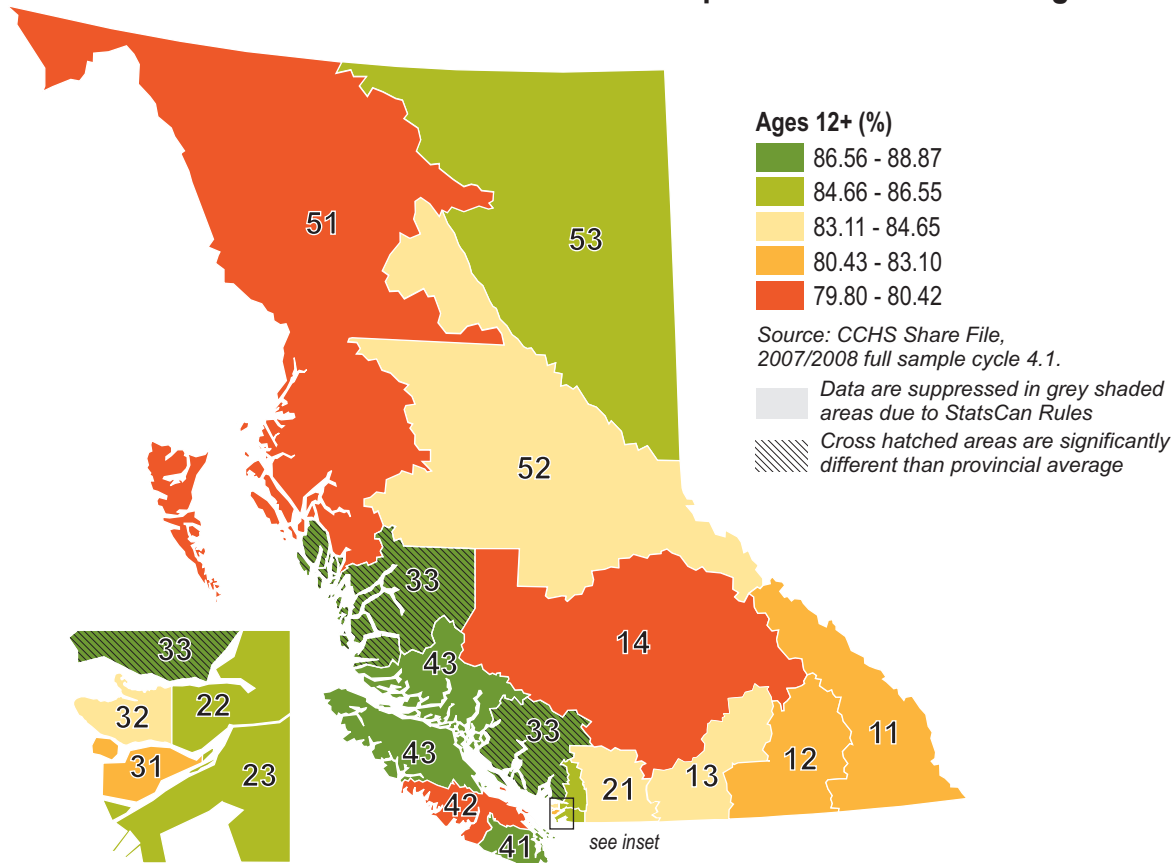 Ages 12+ (%)
86.56 - 88.87
84.66 - 86.55
83.11 - 84.65
80.43 - 83.10
79.80 - 80.42
Source: CCHS Share File,
2007/2008 full sample cycle 4.1.
Data are suppressed in grey shaded
areas due to StatsCan Rules
Cross hatched areas are significantly
different than provincial average
51
53
52
33
14
43
33
43
11
12
13
21
42
41
see inset
33
32
22
31
23